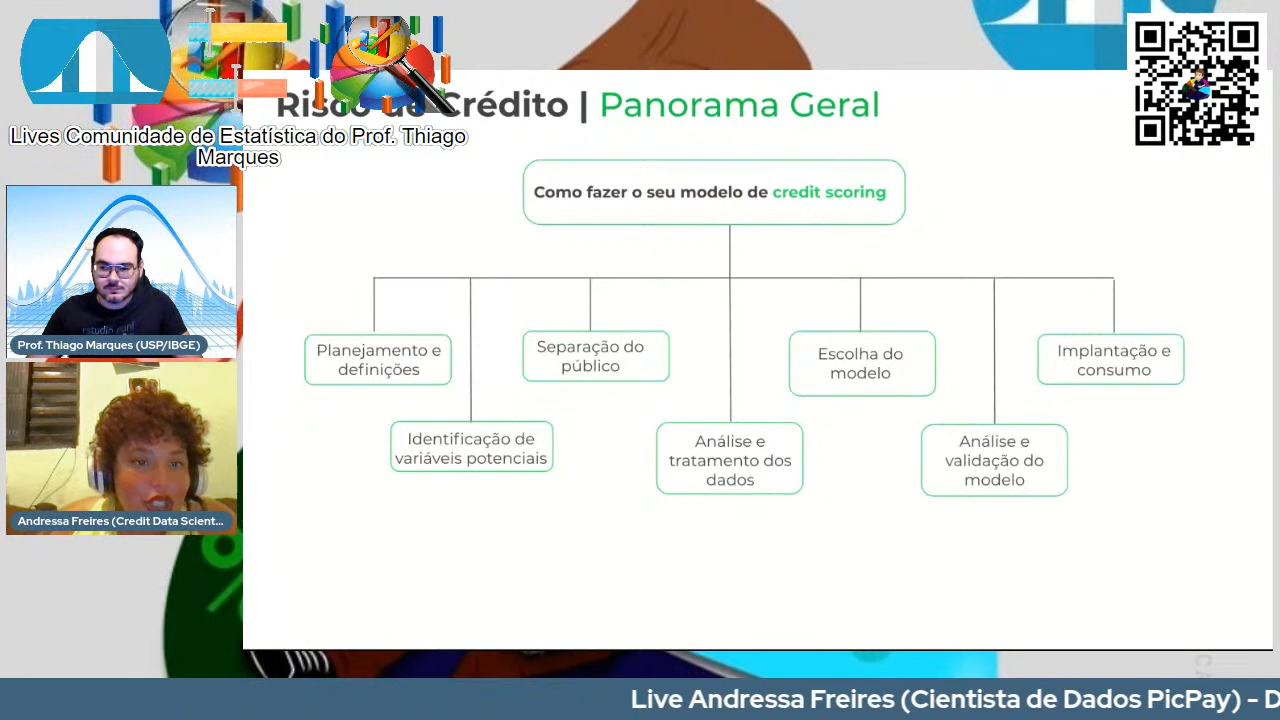 Risco de Crédito | Panorama Geral
Lives Comunidade de Estatística do Prof. Thiago
Marques
Como fazer o seu modelo de credit scoring
Planejamento e
definições
Identificação de
variáveis potenciais
Separação do
público
Análise e
tratamento dos
dados
Escolha do
modelo
Análise e
validação do
modelo
Implantação e
consumo
Prof. Thiago Marques (USP/IBGE)
Andressa Freires (Credit Data Scient...
Live Andressa Freires (Cientista de Dados PicPay) - D